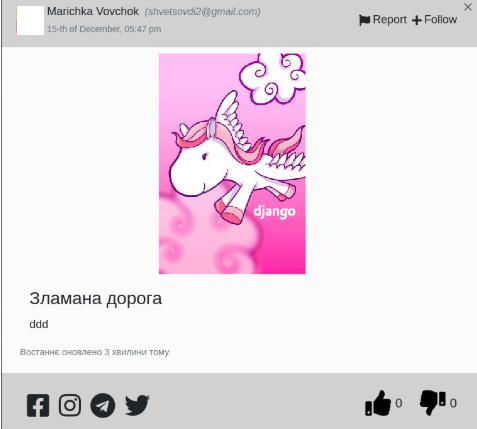 Marichka Vovchok (shvetsovdi2@gmail.com)
15-th of December, 05:47 pm
Report Follow
django
Зламана дорога
ddd
Востаннє оновлено 3 хвилини тому
0 0